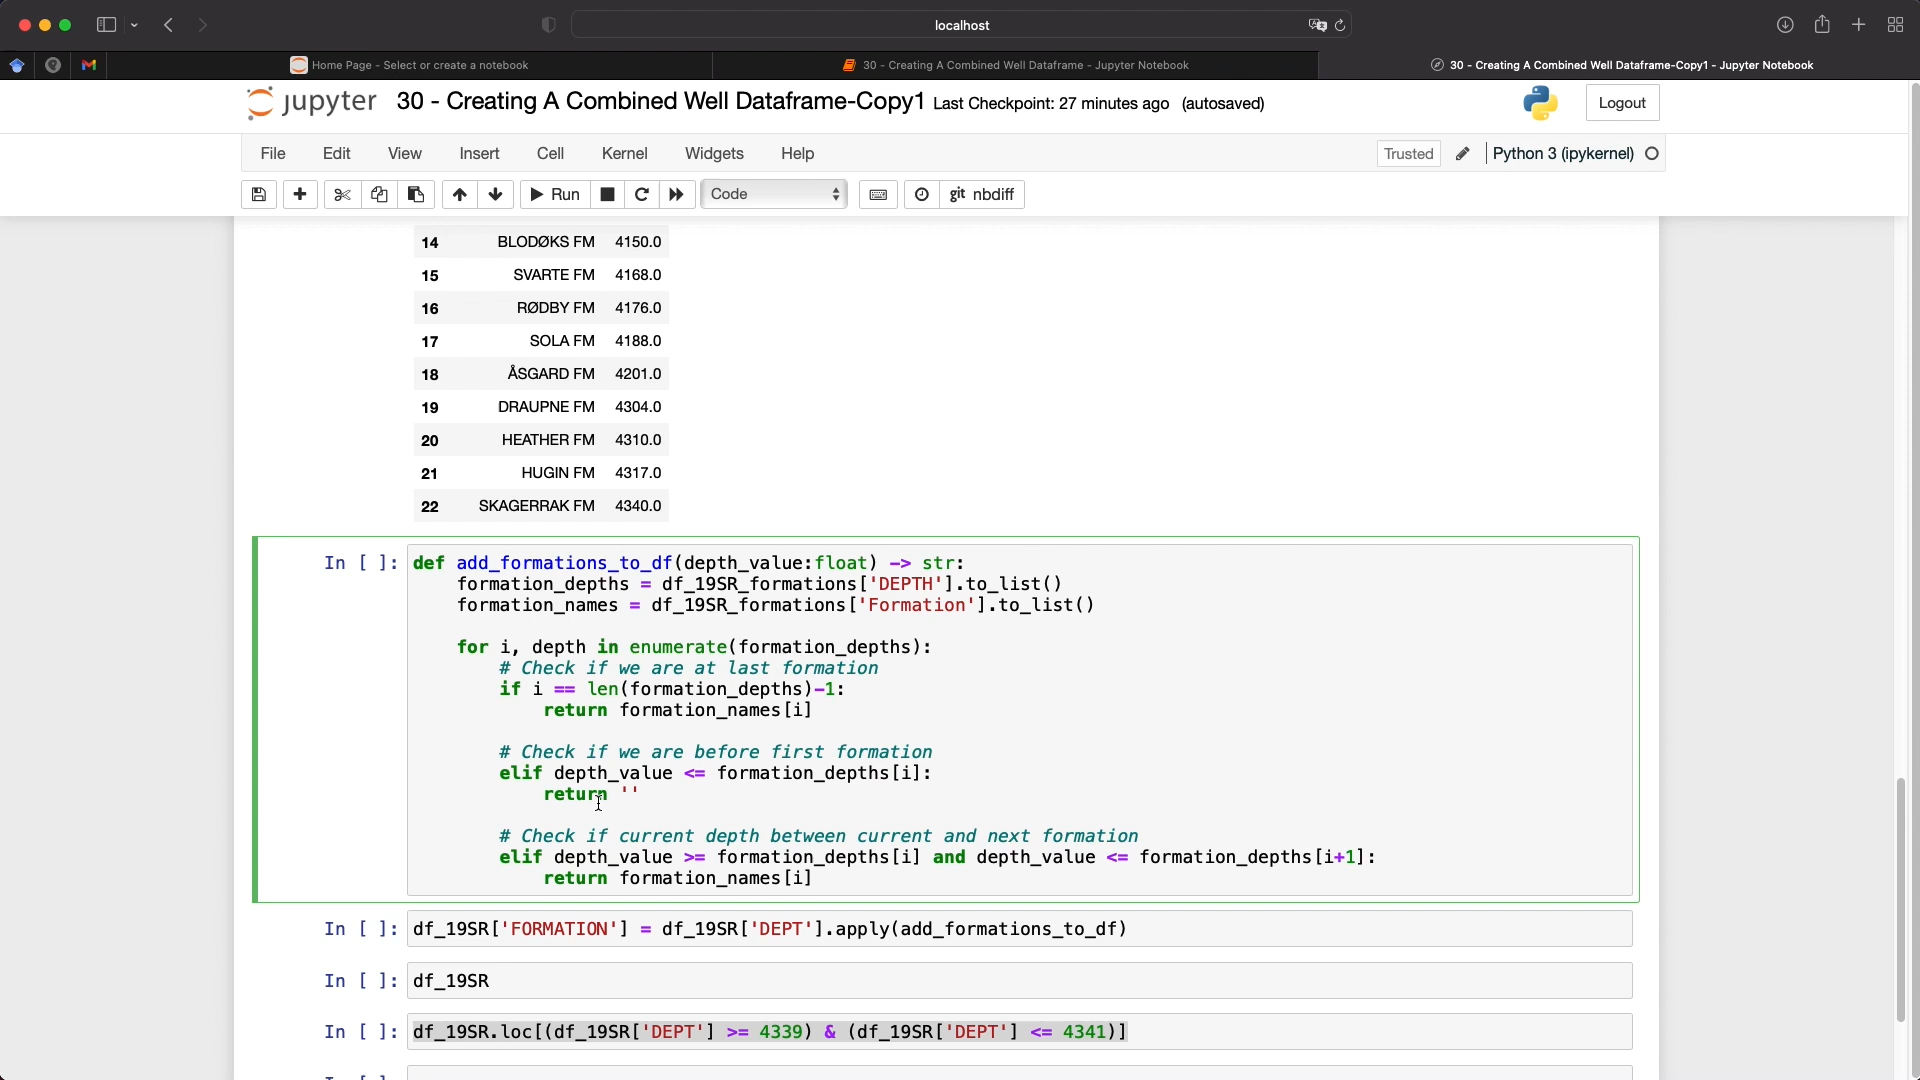 localhost
Home Page - Select or create a notebook
30 - Creating A Combined Well Dataframe - Jupyter Notebook
30 - Creating A Combined Well Dataframe-Copy1 - Jupyter Notebook
jupyter 30 - Creating A Combined Well Dataframe-Copy1 Last Checkpoint: 27 minutes ago (autosaved)
Logout
File Edit View Insert Cell Kernel Widgets Help
Trusted Python 3 (ipykernel)
Run Code git nbdiff
14 BLODØKS FM 4150.0
15 SVARTE FM 4168.0
16 RØDBY FM 4176.0
17 SOLA FM 4188.0
18 ÅSGARD FM 4201.0
19 DRAUPNE FM 4304.0
20 HEATHER FM 4310.0
21 HUGIN FM 4317.0
22 SKAGERRAK FM 4340.0
In [ ]: def add_formations_to_df(depth_value:float) -> str:
formation_depths = df_19SR_formations['DEPTH'].to_list()
formation_names = df_19SR_formations['Formation'].to_list()
for i, depth in enumerate(formation_depths):
# Check if we are at last formation
if i == len(formation_depths)-1:
return formation_names[i]
# Check if we are before first formation
elif depth_value <= formation_depths[i]:
return ''
# Check if current depth between current and next formation
elif depth_value >= formation_depths[i] and depth_value <= formation_depths[i+1]:
return formation_names[i]
In [ ]: df_19SR['FORMATION'] = df_19SR['DEPT'].apply(add_formations_to_df)
In [ ]: df_19SR
In [ ]: df_19SR.loc[(df_19SR['DEPT'] >= 4339) & (df_19SR['DEPT'] <= 4341)]